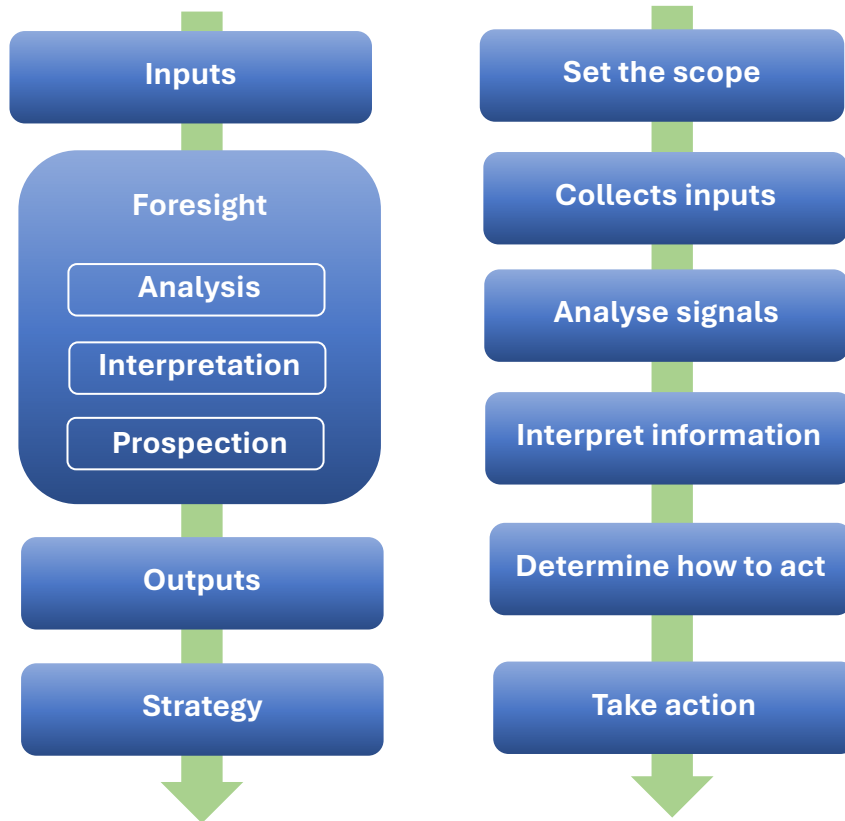 Inputs
Foresight
Analysis
Interpretation
Prospection
Outputs
Strategy
Set the scope
Collects inputs
Analyse signals
Interpret information
Determine how to act
Take action